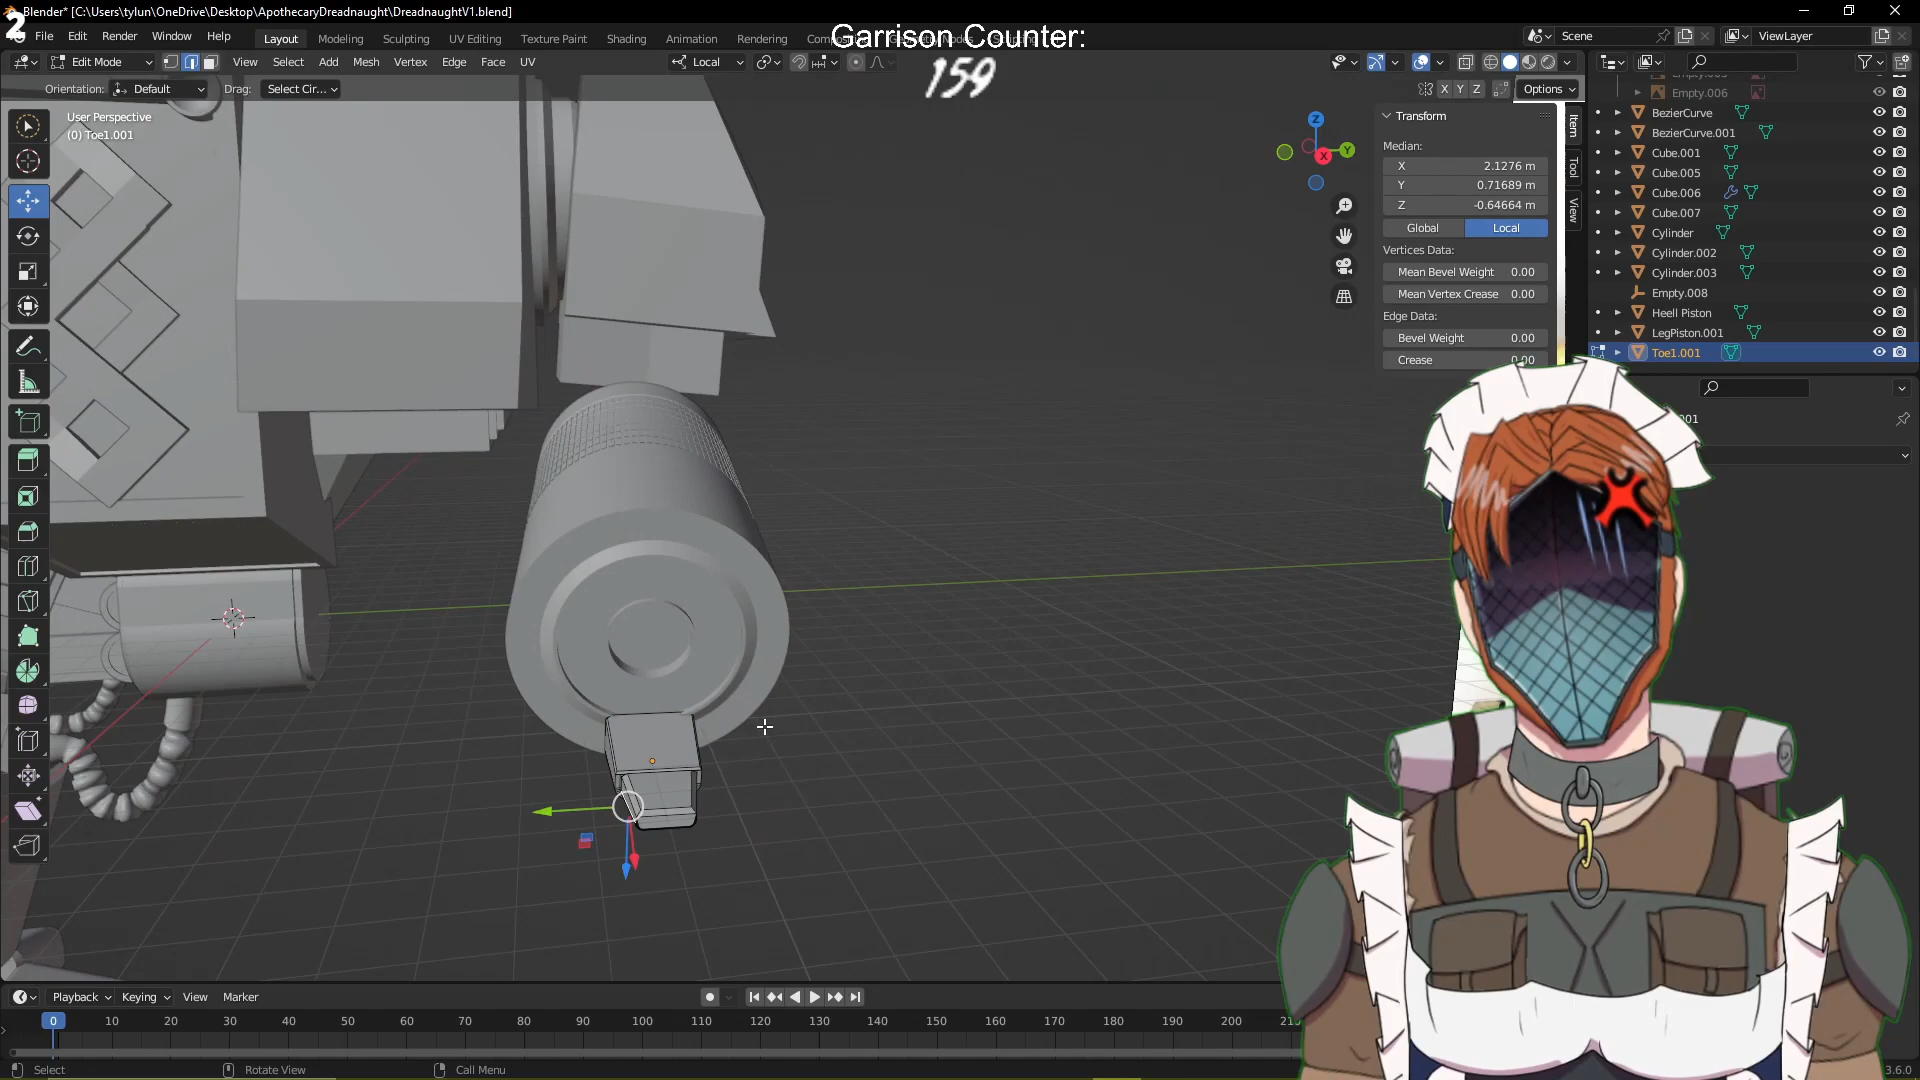 2
Blender* [C:\Users\tylun\OneDrive\Desktop\ApothecaryDreadnaught\DreadnaughtV1.blend]
File Edit Render Window Help Layout Modeling Sculpting UV Editing Texture Paint Shading Animation Rendering
Scene
ViewLayer
Garrison Counter:
159
Edit Mode View Select Add Mesh Vertex Edge Face UV
Local
Orientation: Default Drag: Select Cir...
X Y Z Options
User Perspective
(0) Toe1.001
Z
Y
X
Transform
Median:
X 2.1276 m
Y 0.71689 m
Z -0.64664 m
Global Local
Vertices Data:
Mean Bevel Weight 0.00
Mean Vertex Crease 0.00
Edge Data:
Bevel Weight 0.00
Crease 0.00
Item
Tool
View
Empty.006
BezierCurve
BezierCurve.001
Cube.001
Cube.005
Cube.006
Cube.007
Cylinder
Cylinder.002
Cylinder.003
Empty.008
Heell Piston
LegPiston.001
Toe1.001
Playback Keying View Marker
0 10 20 30 40 50 60 70 80 90 100 110 120 130 140 150 160 170 180 190 200
Select Rotate View Call Menu
3.6.0